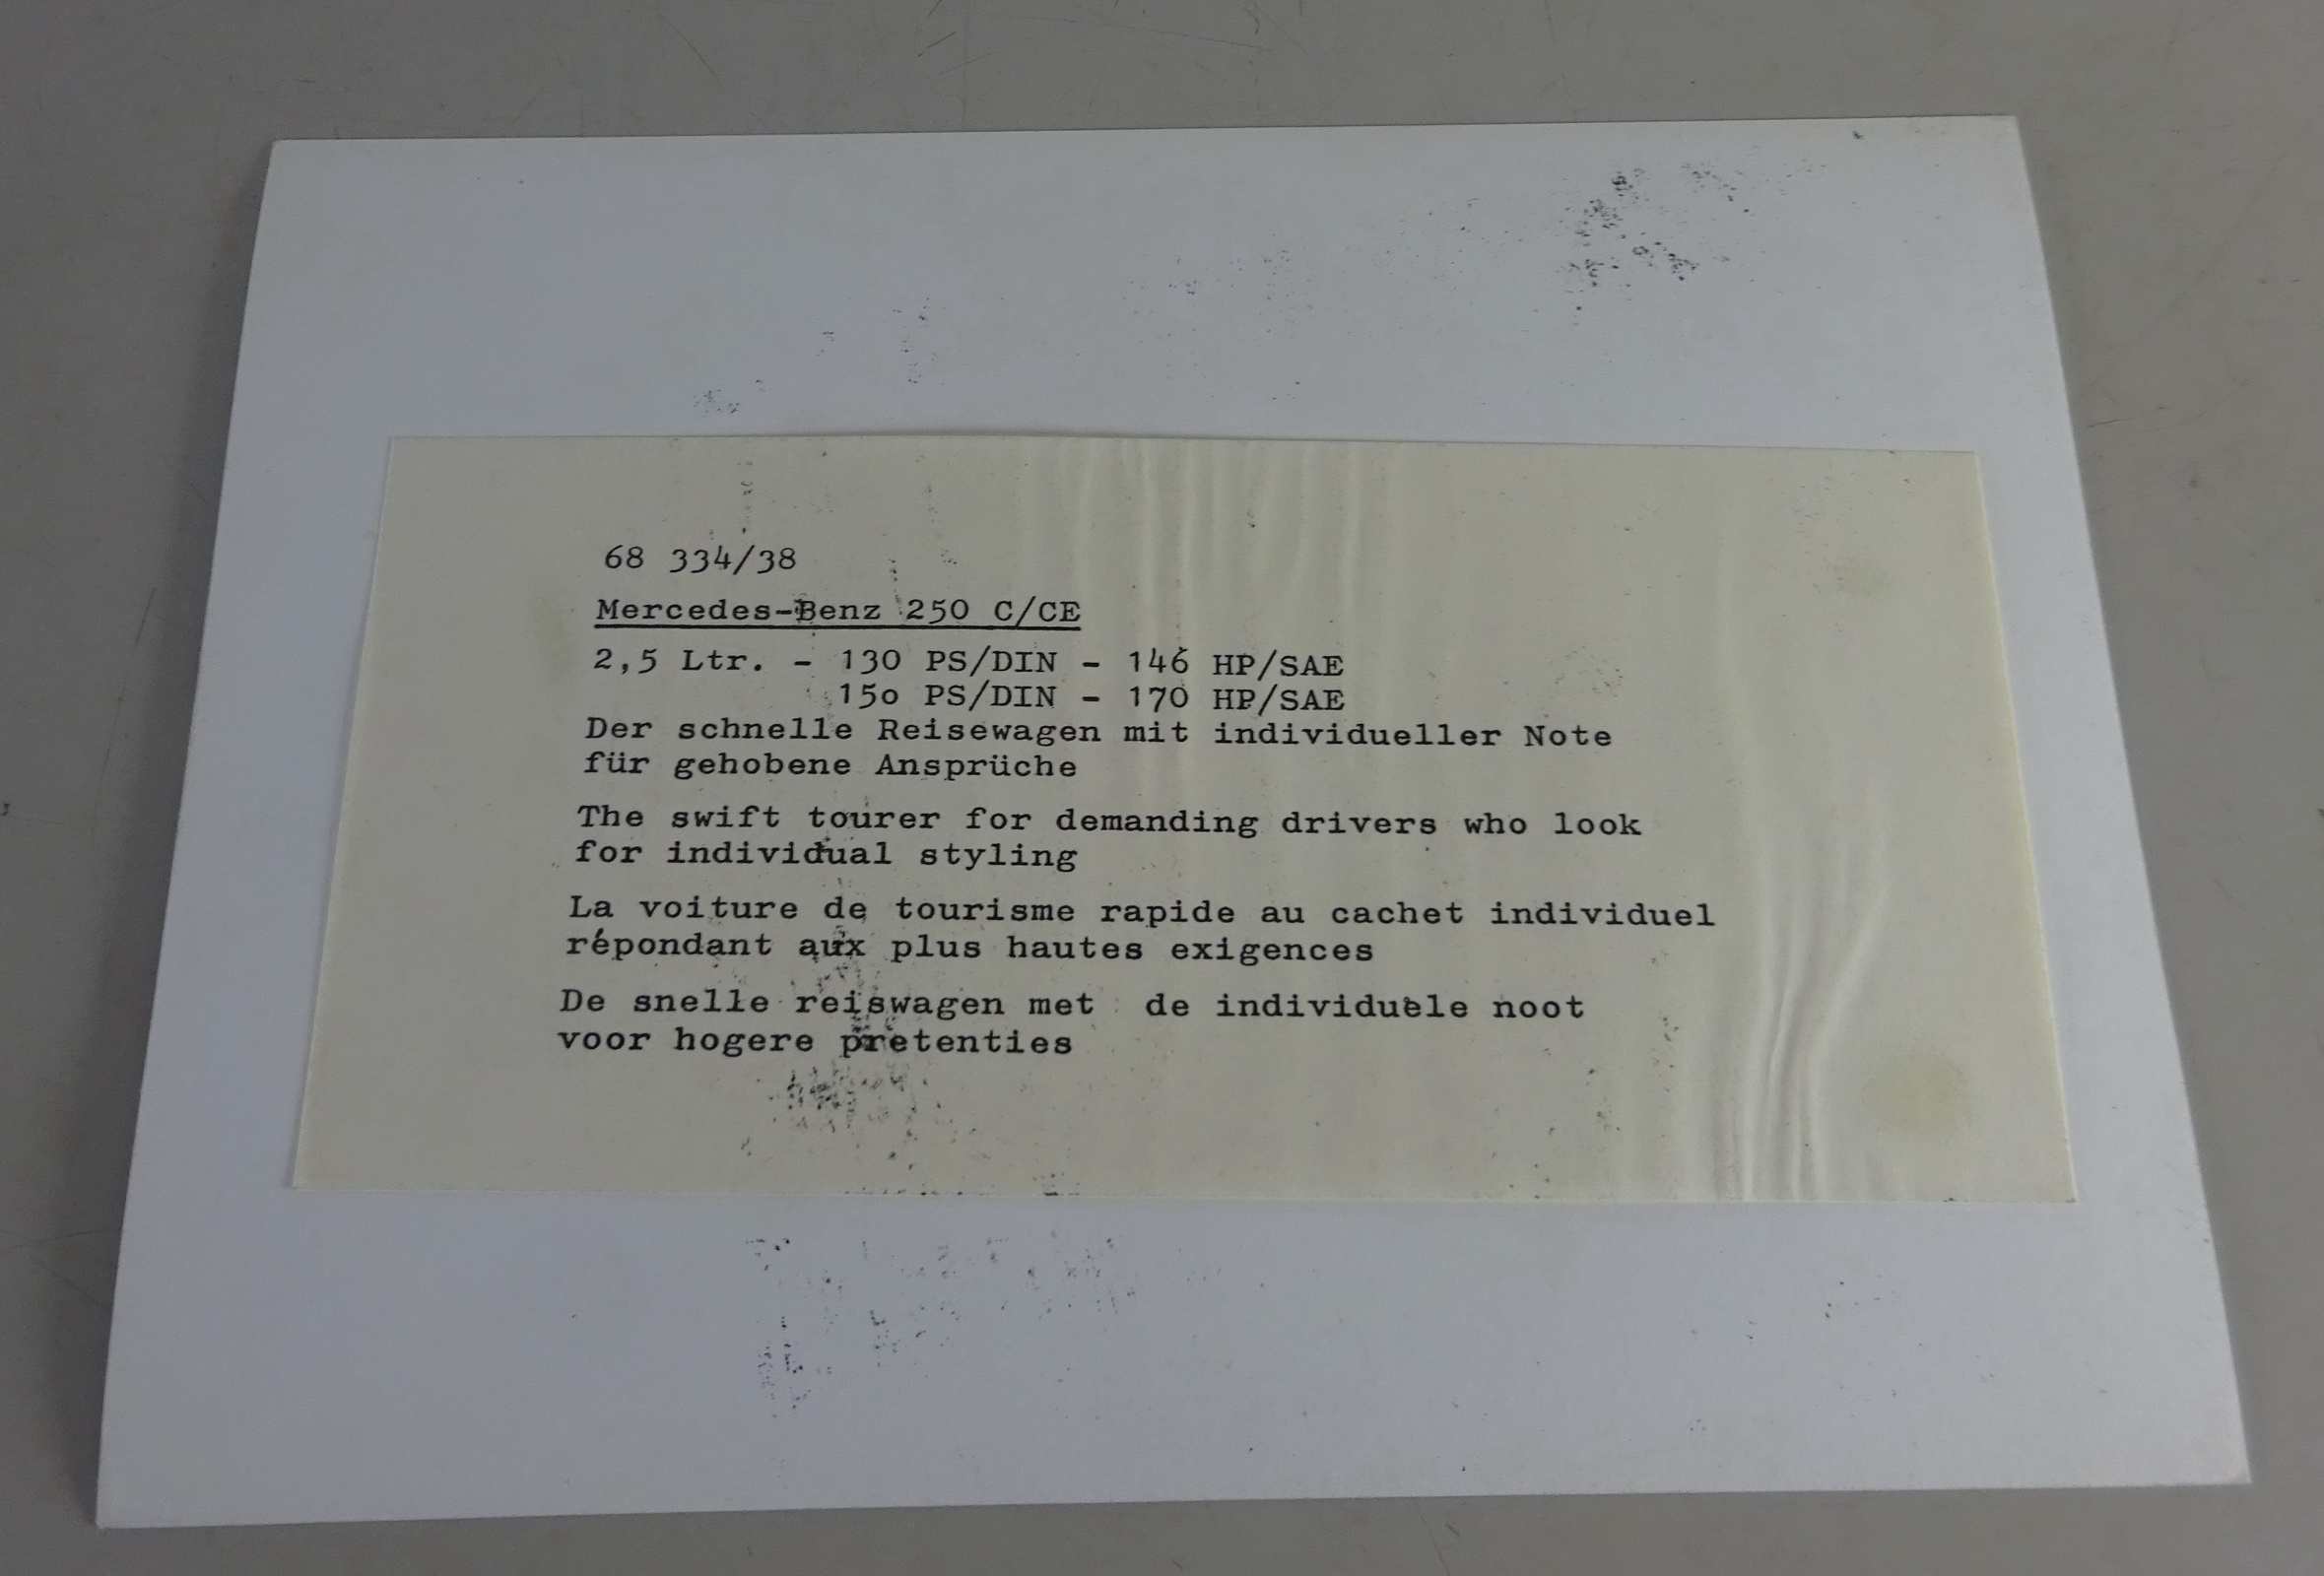 68 334/38
Mercedes-Benz 250 C/CE
2,5 Ltr. - 130 PS/DIN - 146 HP/SAE
150 PS/DIN - 170 HP/SAE
Der schnelle Reisewagen mit individueller Note
für gehobene Ansprüche
The swift tourer for demanding drivers who look
for individual styling
La voiture de tourisme rapide au cachet individuel
répondant aux plus hautes exigences
De snelle reiswagen met de individuèle noot
voor hogere pretenties